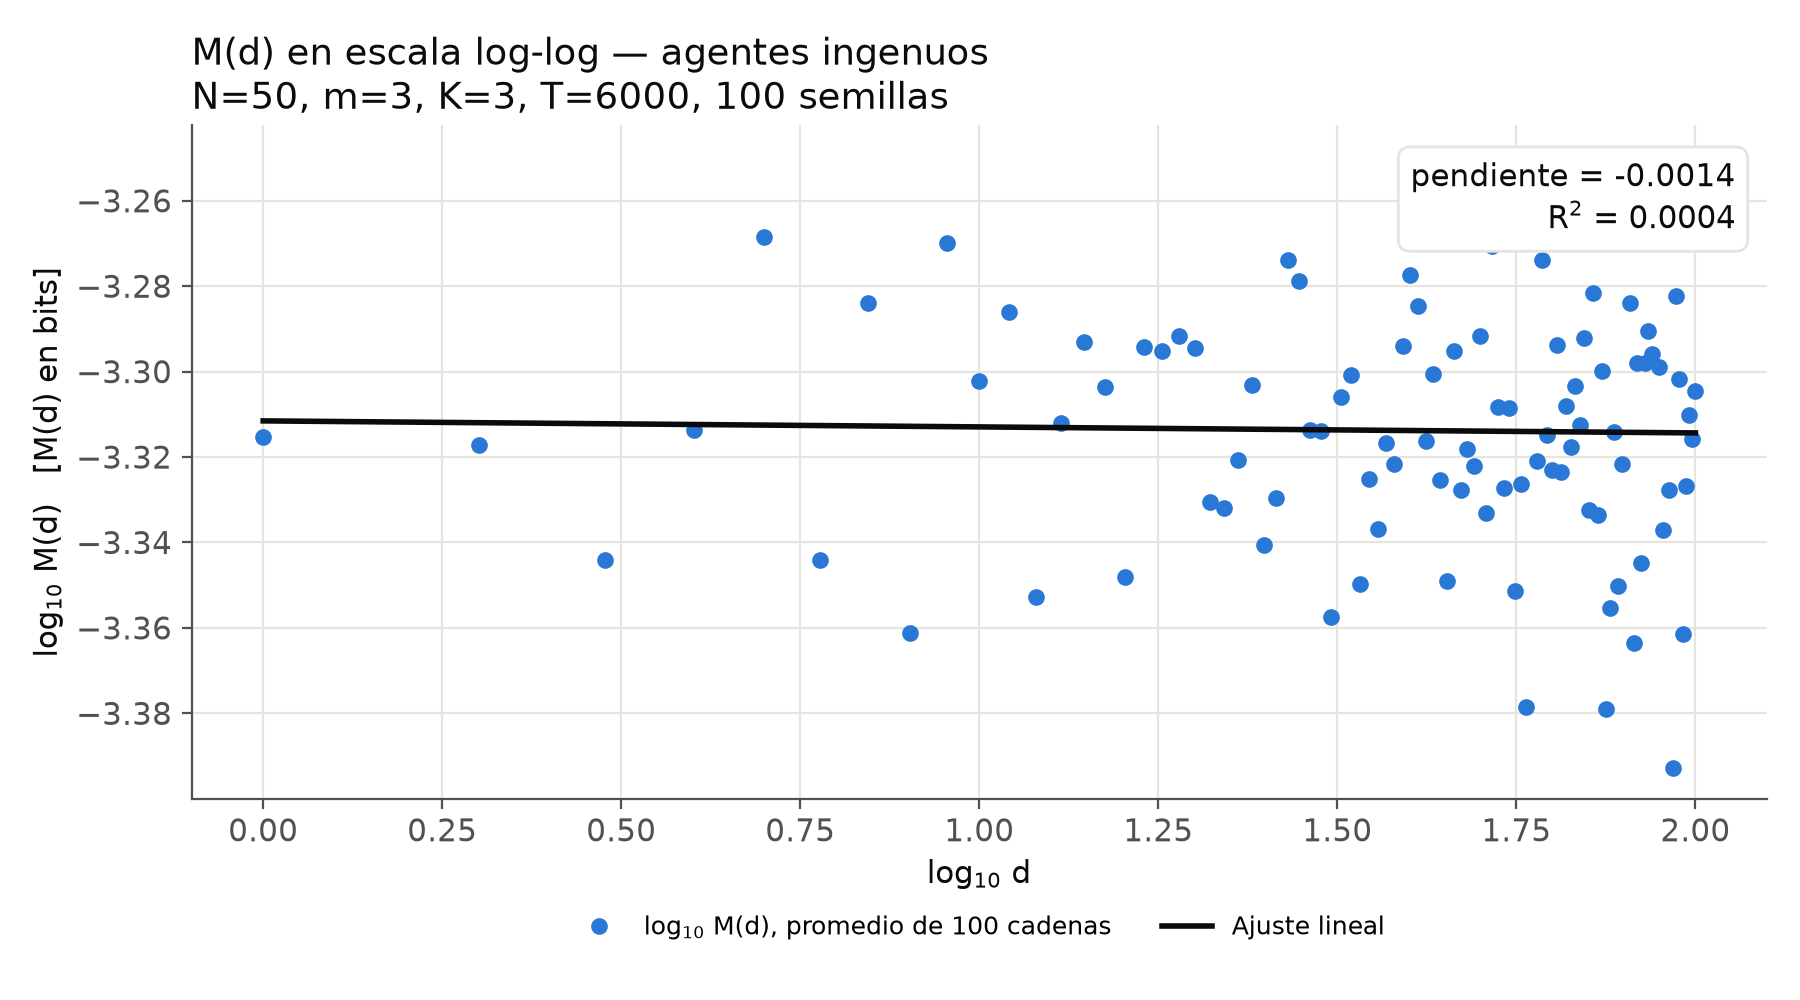 M(d) en escala log-log — agentes ingenuos
N=50, m=3, K=3, T=6000, 100 semillas
pendiente = -0.0014
R² = 0.0004
−3.26
−3.28
−3.30
−3.32
−3.34
−3.36
−3.38
log₁₀ M(d) [M(d) en bits]
0.00 0.25 0.50 0.75 1.00 1.25 1.50 1.75 2.00
log₁₀ d
log₁₀ M(d), promedio de 100 cadenas
Ajuste lineal